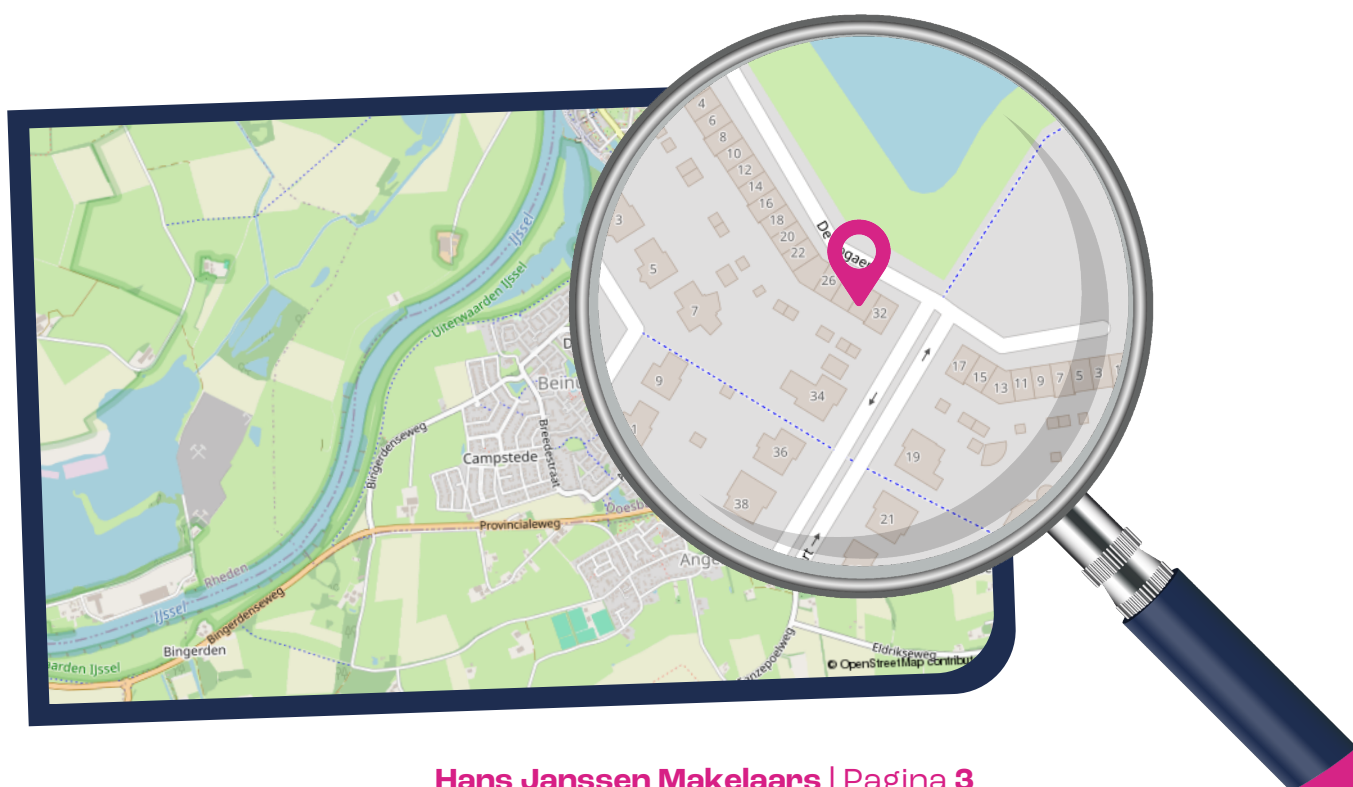 4
6
8
10
12
14
16
18
20
22
26
32
3
5
7
9
34
36
38
17
15
13
11
9
7
5
3
19
21
IJssel
Uiterwaarden IJssel
Bingerdenseweg
Breedestraat
Campstede
Provincialeweg
Rheden
IJssel
Bingerdenseweg
Bingerden
Eldrikseweg
© OpenStreetMap
Hans Janssen Makelaars | Pagina 3